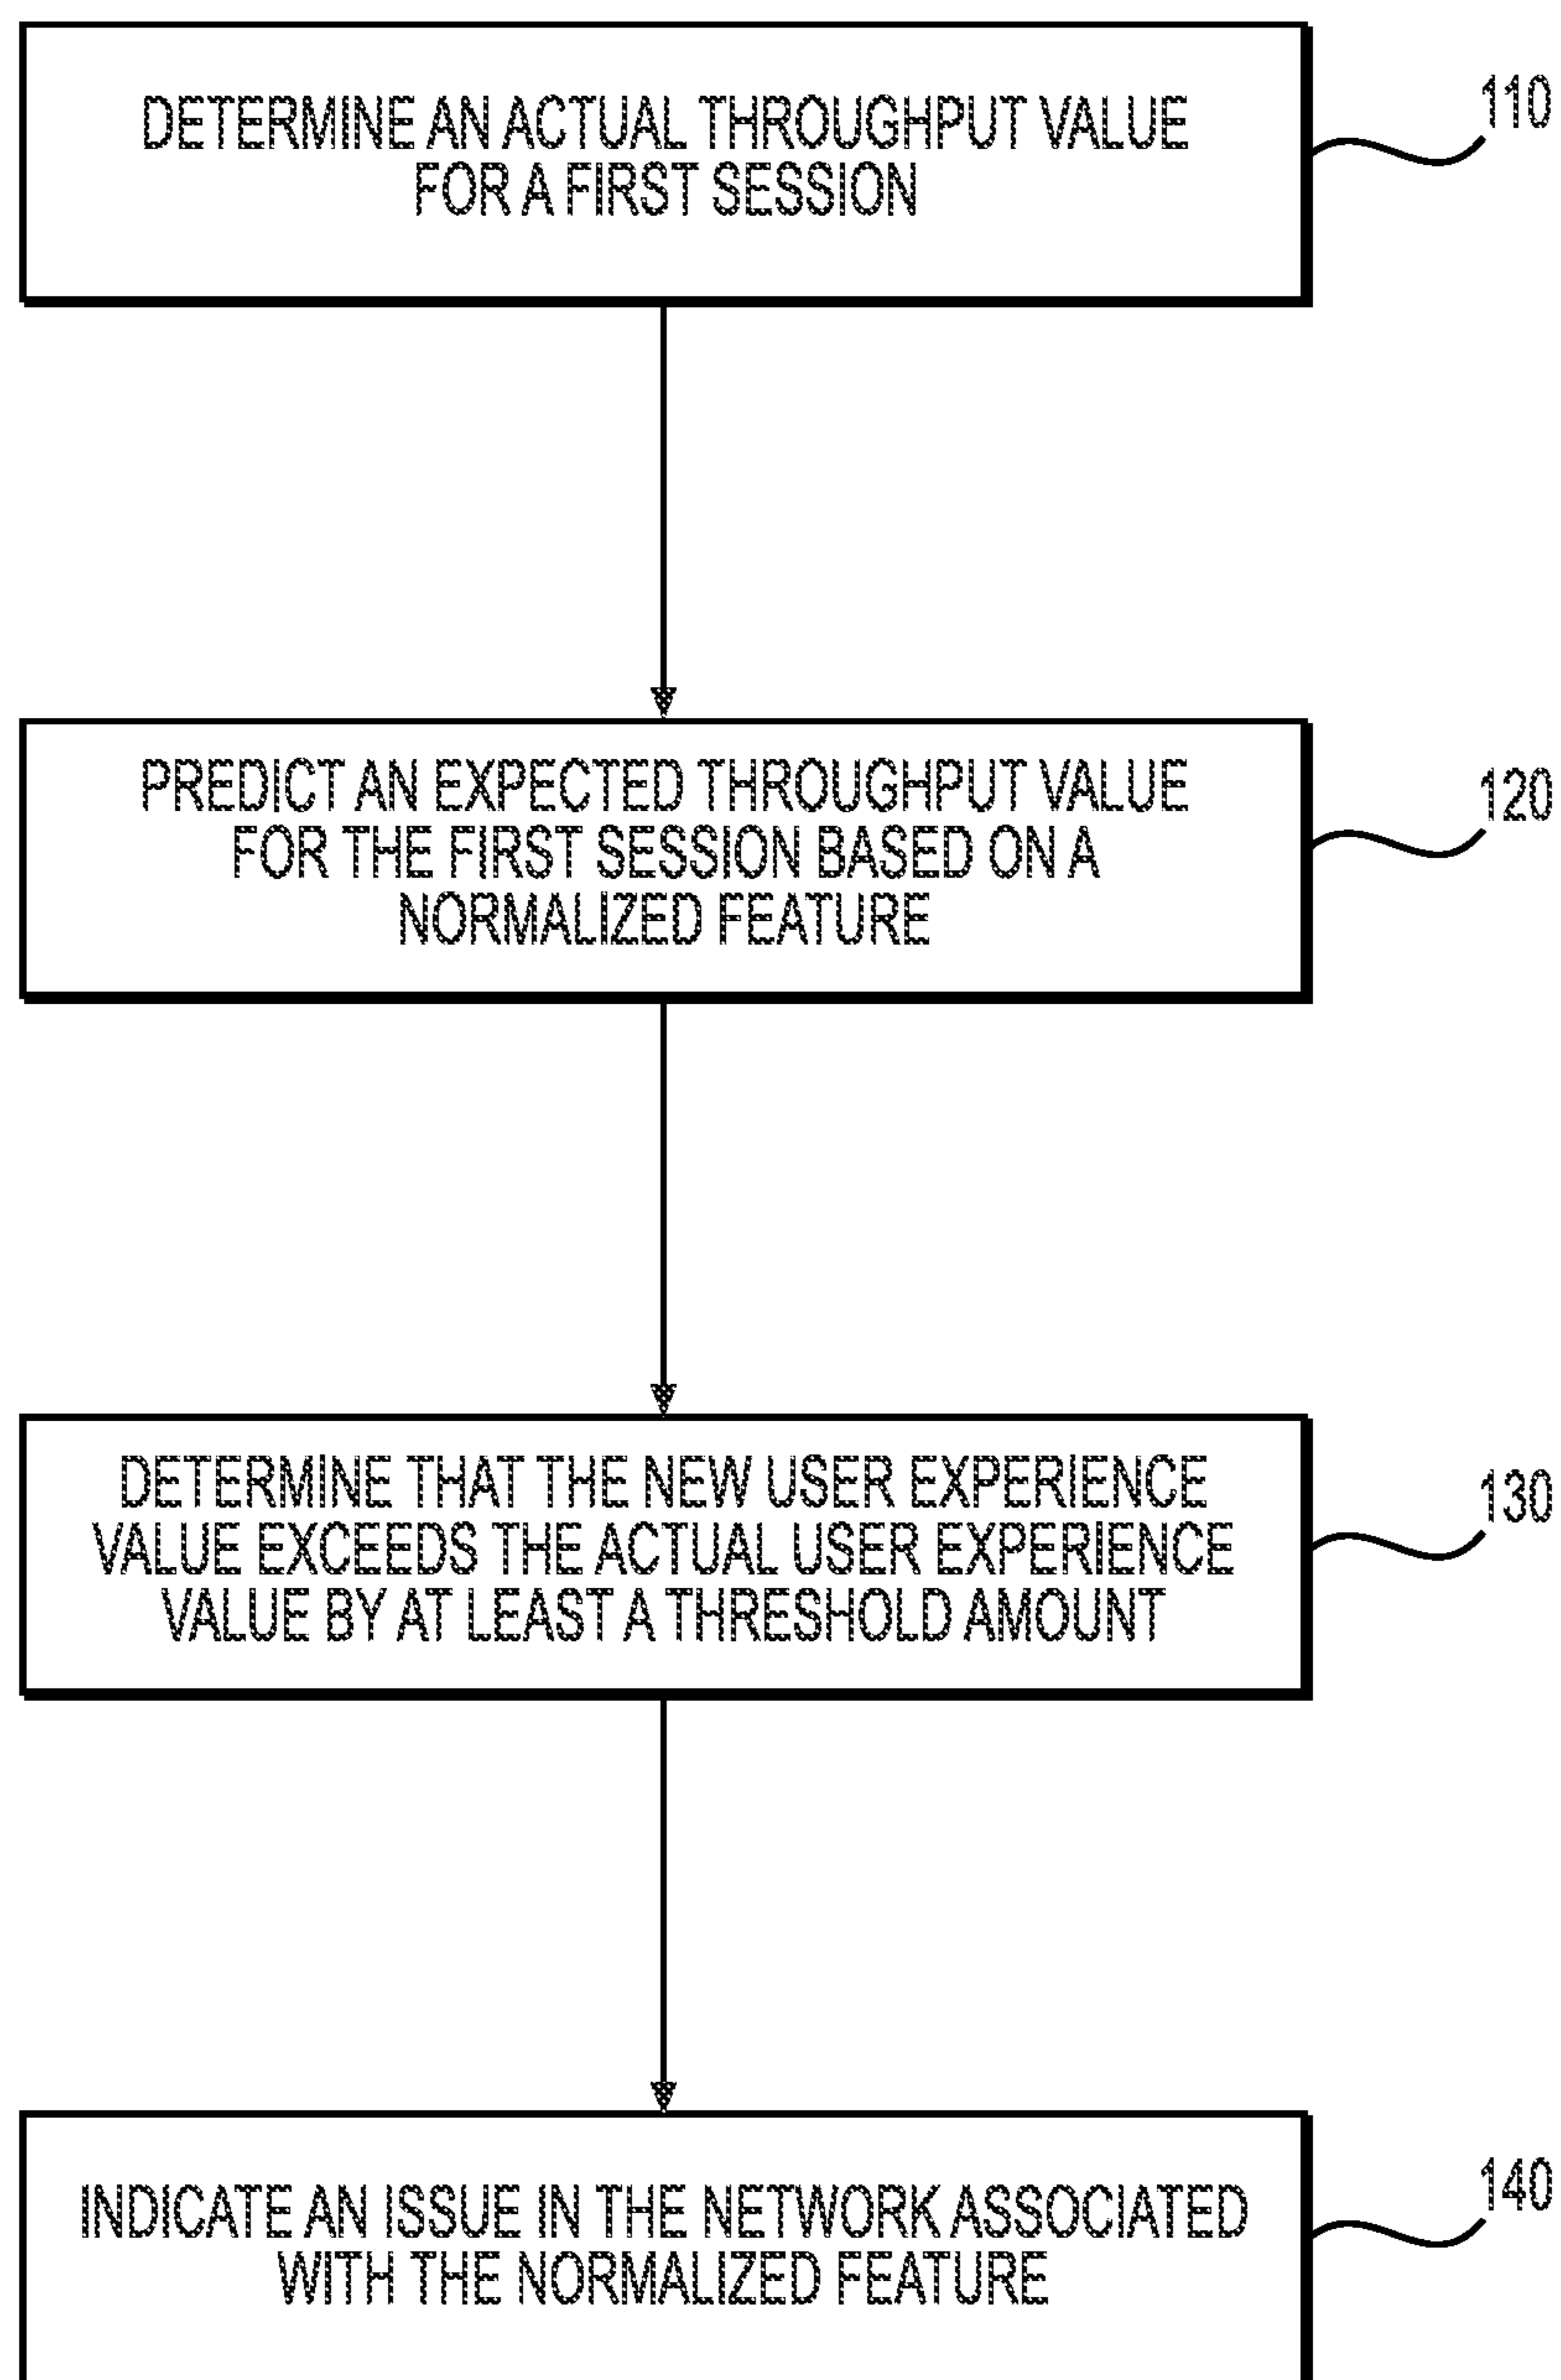 DETERMINE AN ACTUAL THROUGHPUT VALUE
FOR A FIRST SESSION
110
PREDICT AN EXPECTED THROUGHPUT VALUE
FOR THE FIRST SESSION BASED ON A
NORMALIZED FEATURE
120
DETERMINE THAT THE NEW USER EXPERIENCE
VALUE EXCEEDS THE ACTUAL USER EXPERIENCE
VALUE BY AT LEAST A THRESHOLD AMOUNT
130
INDICATE AN ISSUE IN THE NETWORK ASSOCIATED
WITH THE NORMALIZED FEATURE
140